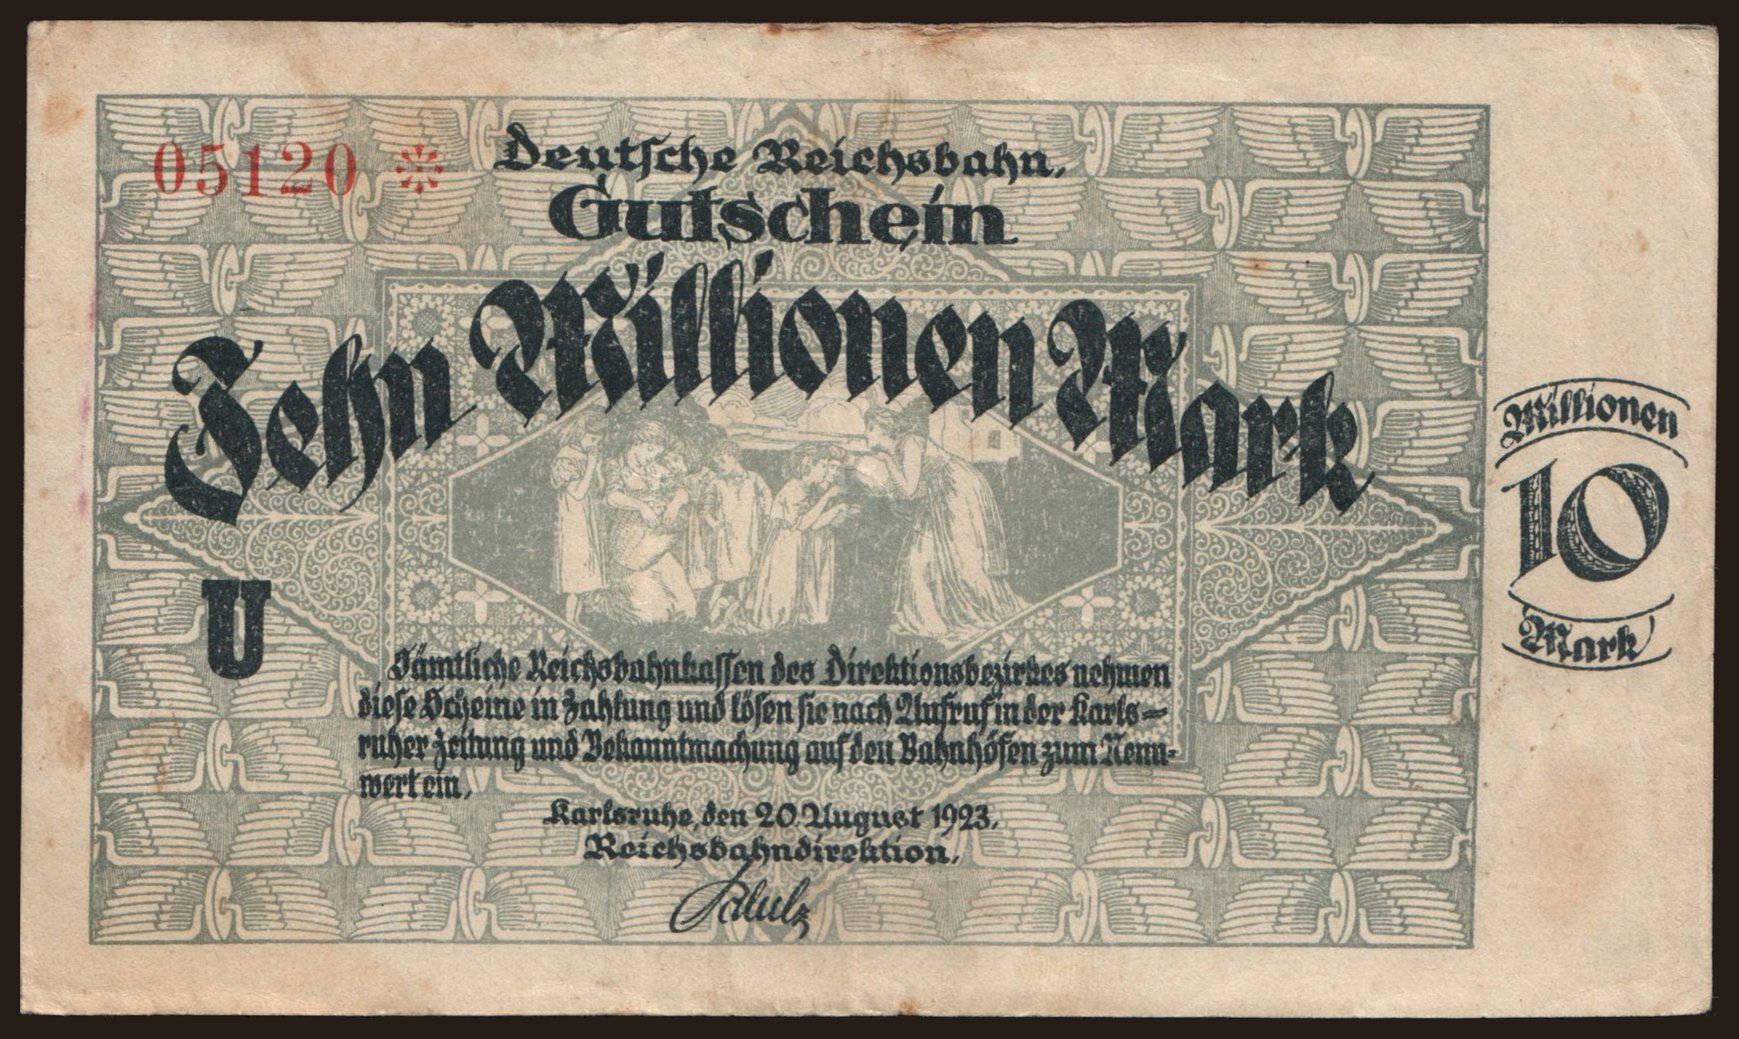 05120 *
Deutsche Reichsbahn.
Gutschein
Zehn Millionen Mark
Millionen
10
Mark
U
Sämtliche Reichsbahnkassen des Direktionsbezirkes nehmen
diese Scheine in Zahlung und lösen sie nach Aufruf in der Karls=
ruher Zeitung und Bekanntmachung auf den Bahnhöfen zum Nenn=
wert ein.
Karlsruhe, den 20. August 1923.
Reichsbahndirektion.